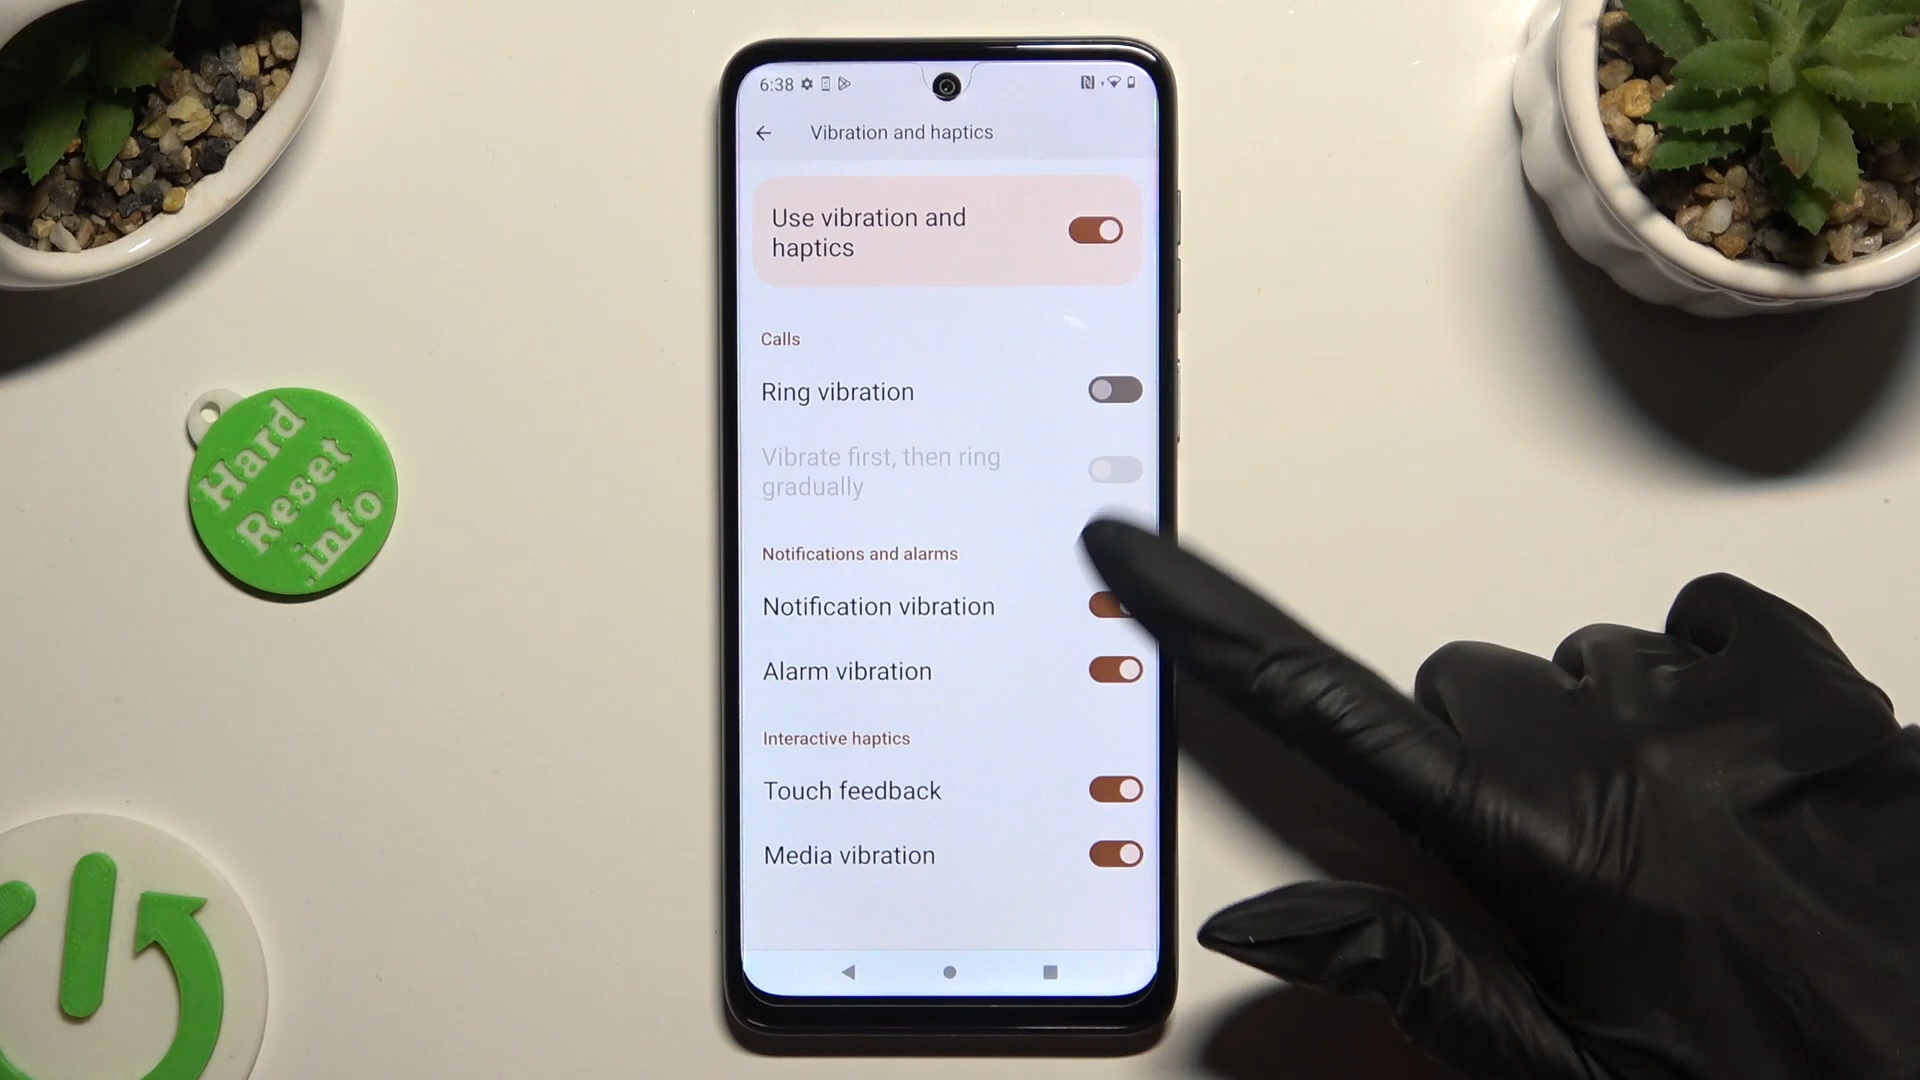 6:38
Vibration and haptics
Use vibration and
haptics
Calls
Ring vibration
Vibrate first, then ring
gradually
Notifications and alarms
Notification vibration
Alarm vibration
Interactive haptics
Touch feedback
Media vibration
Hard
Reset
.info